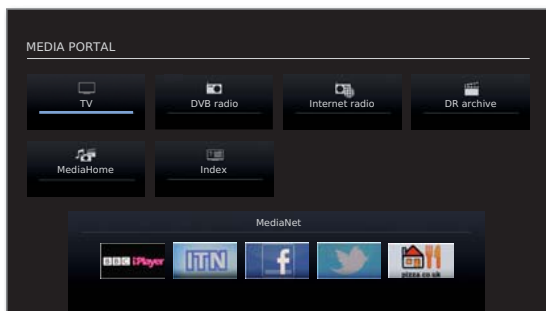 MEDIA PORTAL
TV
DVB radio
Internet radio
DR archive
MediaHome
Index
MediaNet
BBC iPlayer
ITN
f
pizza co uk